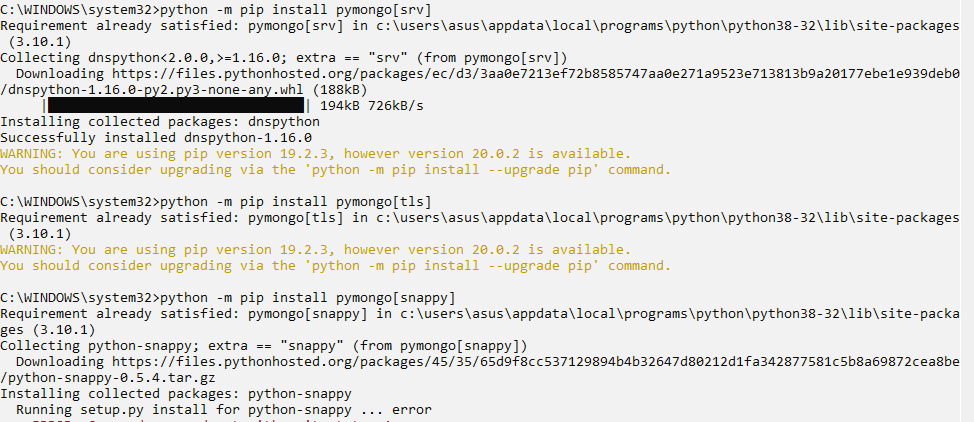 C:\WINDOWS\system32>python -m pip install pymongo[srv]
Requirement already satisfied: pymongo[srv] in c:\users\asus\appdata\local\programs\python\python38-32\lib\site-packages
 (3.10.1)
Collecting dnspython<2.0.0,>=1.16.0; extra == "srv" (from pymongo[srv])
  Downloading https://files.pythonhosted.org/packages/ec/d3/3aa0e7213ef72b8585747aa0e271a9523e713813b9a20177ebe1e939deb0
/dnspython-1.16.0-py2.py3-none-any.whl (188kB)
     |████████████████████████████████| 194kB 726kB/s
Installing collected packages: dnspython
Successfully installed dnspython-1.16.0
WARNING: You are using pip version 19.2.3, however version 20.0.2 is available.
You should consider upgrading via the 'python -m pip install --upgrade pip' command.
C:\WINDOWS\system32>python -m pip install pymongo[tls]
Requirement already satisfied: pymongo[tls] in c:\users\asus\appdata\local\programs\python\python38-32\lib\site-packages
 (3.10.1)
WARNING: You are using pip version 19.2.3, however version 20.0.2 is available.
You should consider upgrading via the 'python -m pip install --upgrade pip' command.
C:\WINDOWS\system32>python -m pip install pymongo[snappy]
Requirement already satisfied: pymongo[snappy] in c:\users\asus\appdata\local\programs\python\python38-32\lib\site-packa
ges (3.10.1)
Collecting python-snappy; extra == "snappy" (from pymongo[snappy])
  Downloading https://files.pythonhosted.org/packages/45/35/65d9f8cc537129894b4b32647d80212d1fa342877581c5b8a69872cea8be
/python-snappy-0.5.4.tar.gz
Installing collected packages: python-snappy
  Running setup.py install for python-snappy ... error